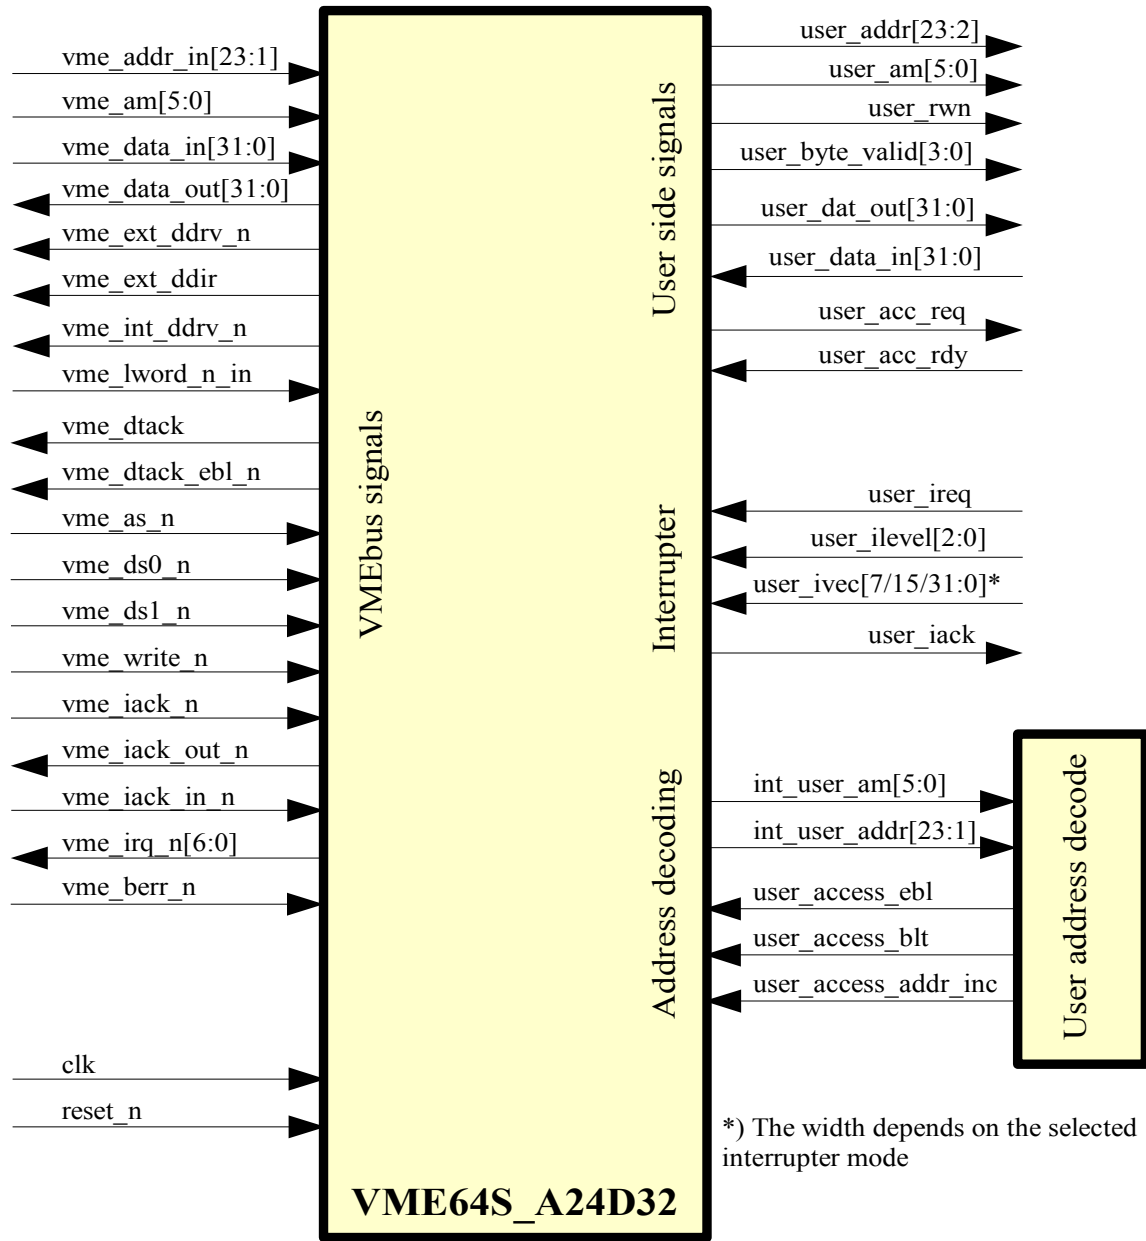 vme_addr_in[23:1]
vme_am[5:0]
vme_data_in[31:0]
vme_data_out[31:0]
vme_ext_ddrv_n
vme_ext_ddir
vme_int_ddrv_n
vme_lword_n_in
vme_dtack
vme_dtack_ebl_n
vme_as_n
vme_ds0_n
vme_ds1_n
vme_write_n
vme_iack_n
vme_iack_out_n
vme_iack_in_n
vme_irq_n[6:0]
vme_berr_n
clk
reset_n
VMEbus signals
User side signals
Interrupter
Address decoding
VME64S_A24D32
user_addr[23:2]
user_am[5:0]
user_rwn
user_byte_valid[3:0]
user_dat_out[31:0]
user_data_in[31:0]
user_acc_req
user_acc_rdy
user_ireq
user_ilevel[2:0]
user_ivec[7/15/31:0]*
user_iack
int_user_am[5:0]
int_user_addr[23:1]
user_access_ebl
user_access_blt
user_access_addr_inc
User address decode
*) The width depends on the selected
interrupter mode